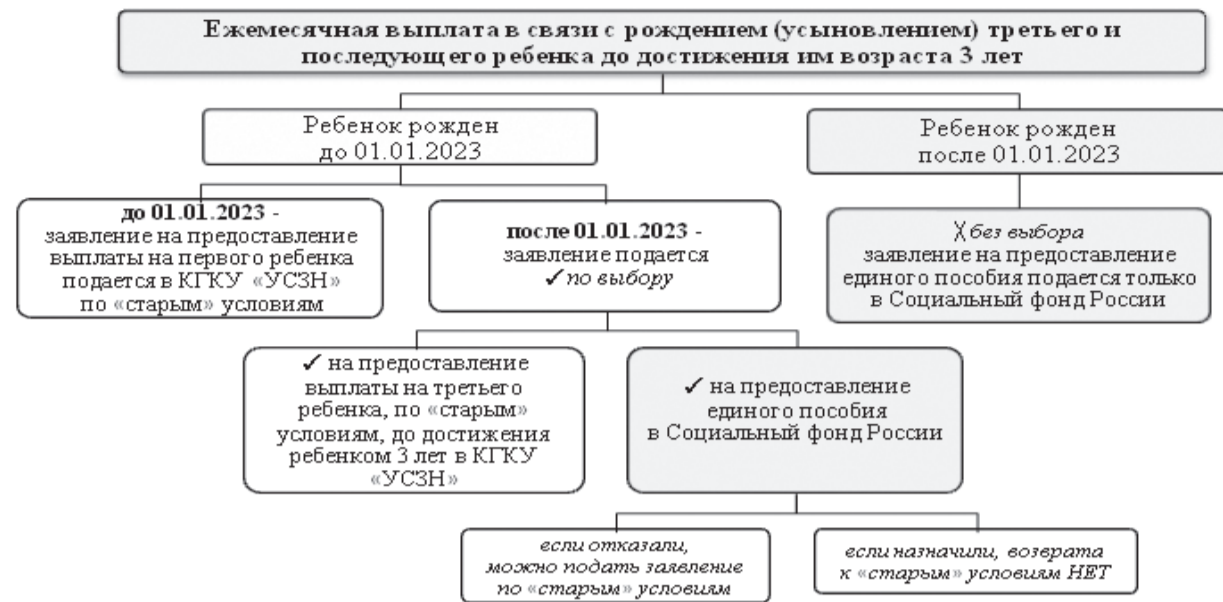 Ежемесячная выплата в связи с рождением (усыновлением) третьего и
последующего ребенка до достижения им возраста 3 лет
Ребенок рожден
до 01.01.2023
Ребенок рожден
после 01.01.2023
до 01.01.2023 -
заявление на предоставление
выплаты на первого ребенка
подается в КГКУ «УСЗН»
по «старым» условиям
после 01.01.2023 -
заявление подается
✓ по выбору
╳ без выбора
заявление на предоставление
единого пособия подается только
в Социальный фонд России
✓ на предоставление
выплаты на третьего
ребенка, по «старым»
условиям, до достижения
ребенком 3 лет в КГКУ
«УСЗН»
✓ на предоставление
единого пособия
в Социальный фонд России
если отказали,
можно подать заявление
по «старым» условиям
если назначили, возврата
к «старым» условиям НЕТ